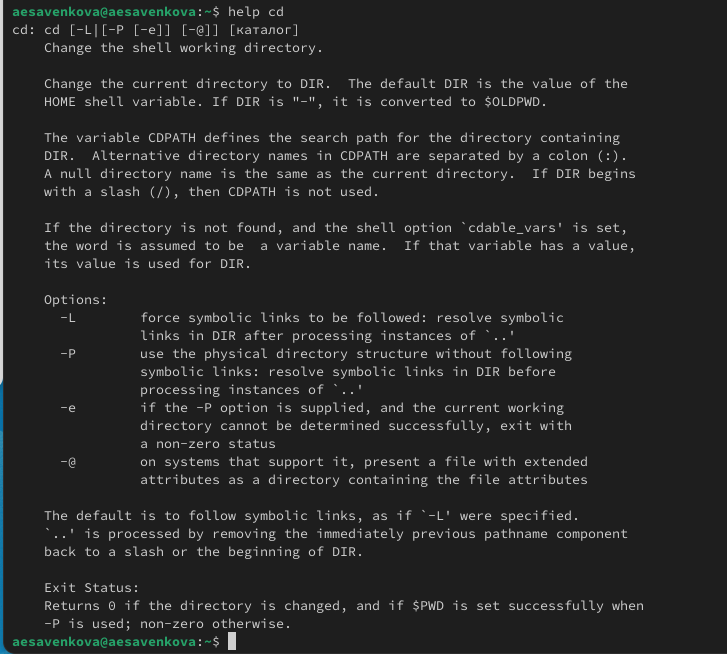 aesavenkova@aesavenkova:~$ help cd
cd: cd [-L|[-P [-e]] [-@]] [каталог]
    Change the shell working directory.

    Change the current directory to DIR.  The default DIR is the value of the
    HOME shell variable. If DIR is "-", it is converted to $OLDPWD.

    The variable CDPATH defines the search path for the directory containing
    DIR.  Alternative directory names in CDPATH are separated by a colon (:).
    A null directory name is the same as the current directory.  If DIR begins
    with a slash (/), then CDPATH is not used.

    If the directory is not found, and the shell option `cdable_vars' is set,
    the word is assumed to be  a variable name.  If that variable has a value,
    its value is used for DIR.

    Options:
      -L        force symbolic links to be followed: resolve symbolic
                links in DIR after processing instances of `..'
      -P        use the physical directory structure without following
                symbolic links: resolve symbolic links in DIR before
                processing instances of `..'
      -e        if the -P option is supplied, and the current working
                directory cannot be determined successfully, exit with
                a non-zero status
      -@        on systems that support it, present a file with extended
                attributes as a directory containing the file attributes

    The default is to follow symbolic links, as if `-L' were specified.
    `..' is processed by removing the immediately previous pathname component
    back to a slash or the beginning of DIR.

    Exit Status:
    Returns 0 if the directory is changed, and if $PWD is set successfully when
    -P is used; non-zero otherwise.
aesavenkova@aesavenkova:~$